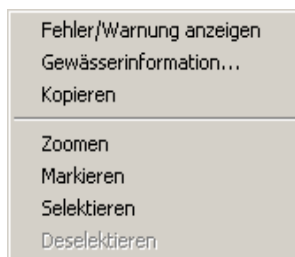 Fehler/Warnung anzeigen
Gewässerinformation...
Kopieren
Zoomen
Markieren
Selektieren
Deselektieren